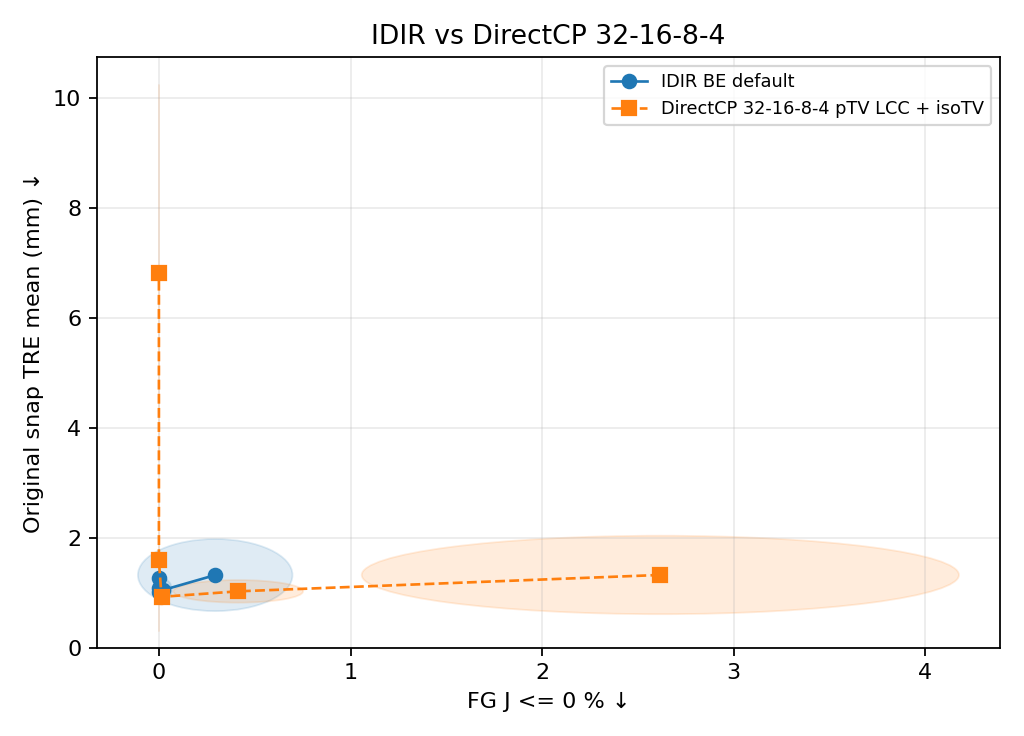 IDIR vs DirectCP 32-16-8-4
IDIR BE default
DirectCP 32-16-8-4 pTV LCC + isoTV
Original snap TRE mean (mm) ↓
10
8
6
4
2
0
0 1 2 3 4
FG J <= 0 % ↓